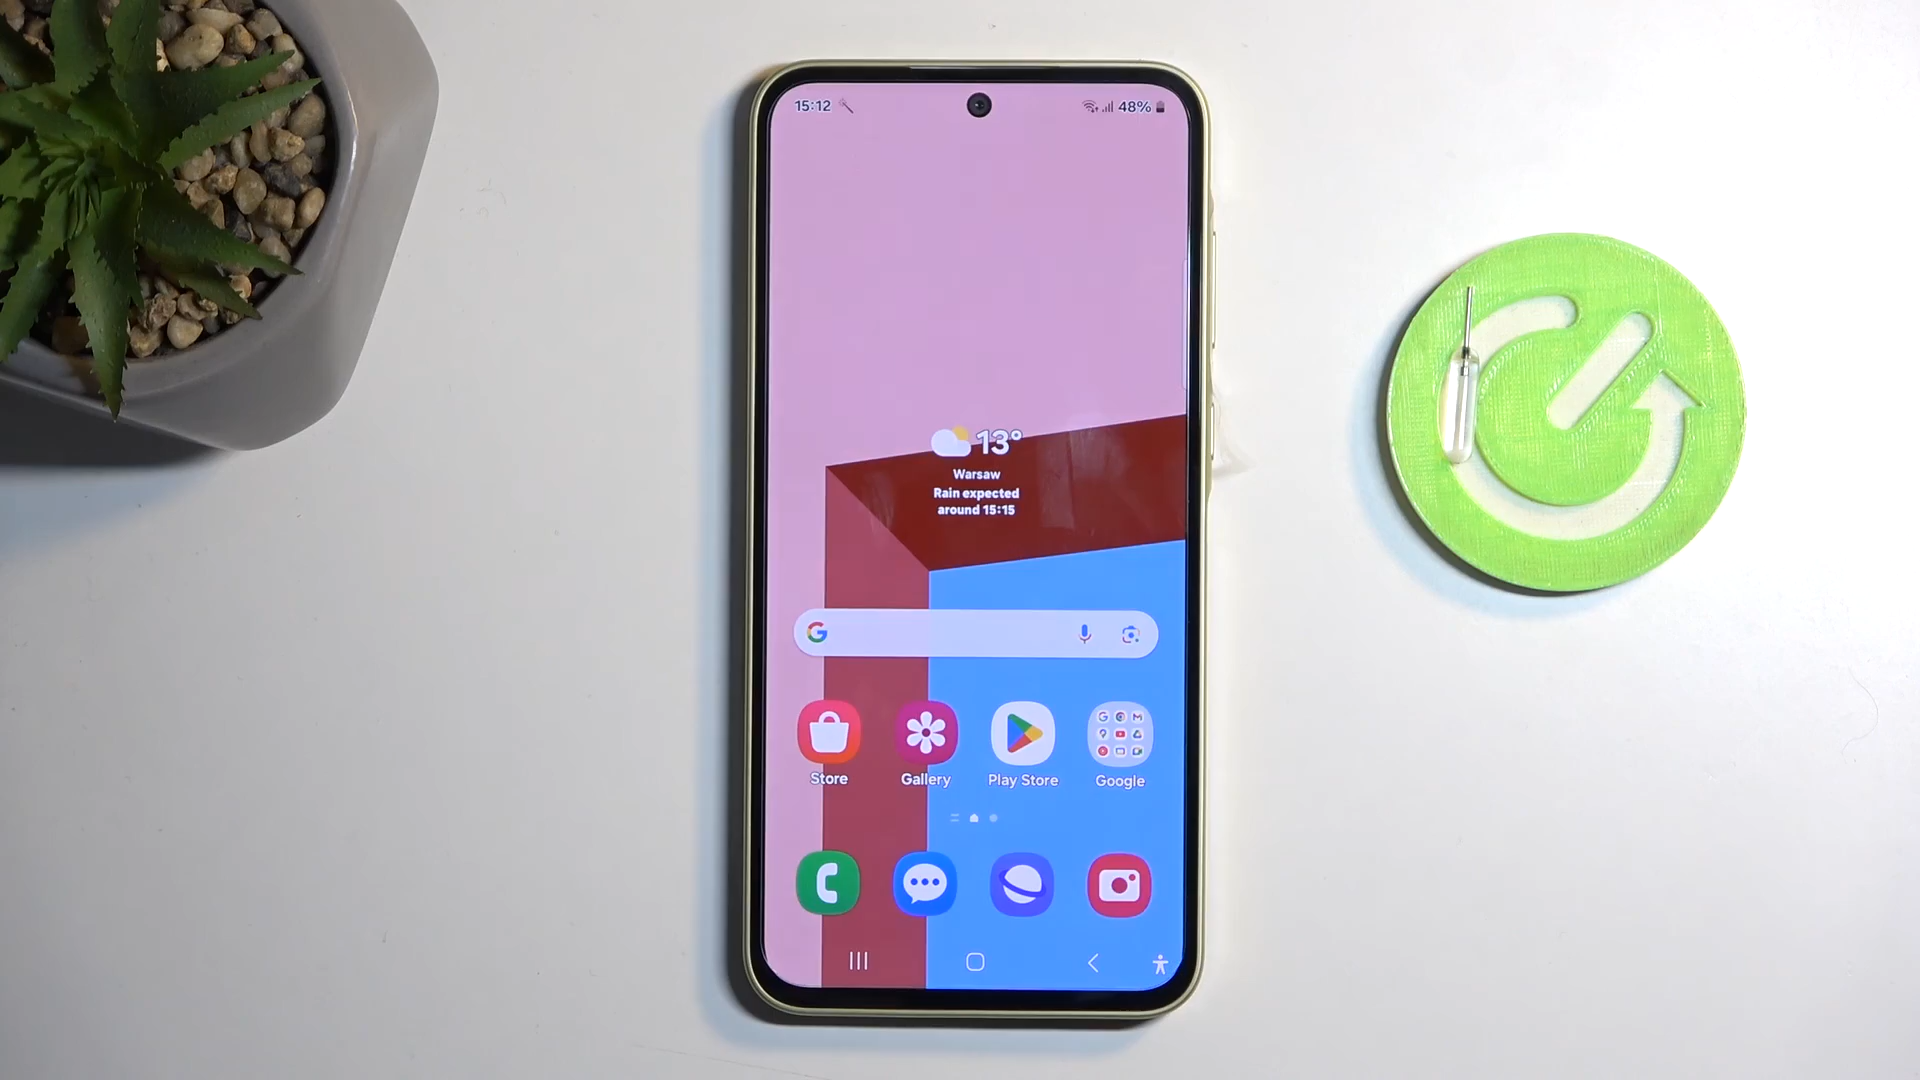 15:12
48%
13°
Warsaw
Rain expected
around 15:15
Store
Gallery
Play Store
Google